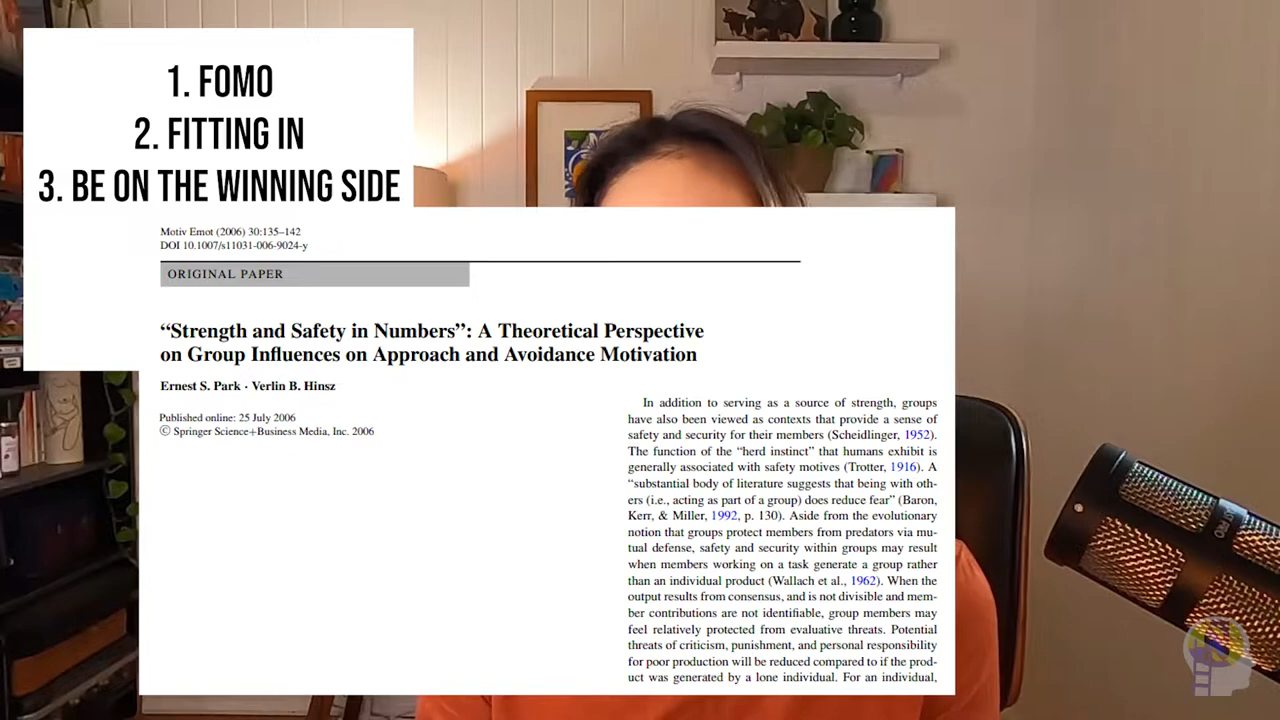 1. FOMO
2. FITTING IN
3. BE ON THE WINNING SIDE
Motiv Emot (2006) 30:135–142
DOI 10.1007/s11031-006-9024-y
ORIGINAL PAPER
“Strength and Safety in Numbers”: A Theoretical Perspective
on Group Influences on Approach and Avoidance Motivation
Ernest S. Park · Verlin B. Hinsz
Published online: 25 July 2006
Ⓒ Springer Science+Business Media, Inc. 2006
In addition to serving as a source of strength, groups
have also been viewed as contexts that provide a sense of
safety and security for their members (Scheidlinger, 1952).
The function of the “herd instinct” that humans exhibit is
generally associated with safety motives (Trotter, 1916). A
“substantial body of literature suggests that being with oth-
ers (i.e., acting as part of a group) does reduce fear” (Baron,
Kerr, & Miller, 1992, p. 130). Aside from the evolutionary
notion that groups protect members from predators via mu-
tual defense, safety and security within groups may result
when members working on a task generate a group rather
than an individual product (Wallach et al., 1962). When the
output results from consensus, and is not divisible and mem-
ber contributions are not identifiable, group members may
feel relatively protected from evaluative threats. Potential
threats of criticism, punishment, and personal responsibility
for poor production will be reduced compared to if the prod-
uct was generated by a lone individual. For an individual,